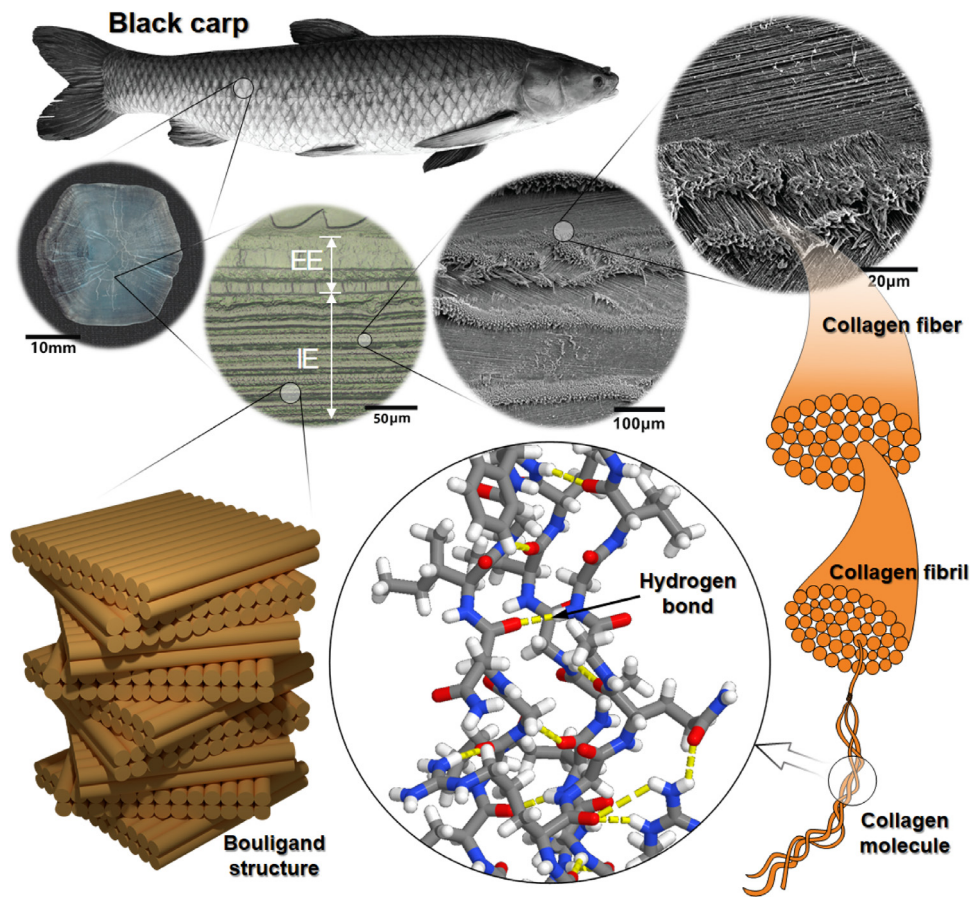 Black carp
10mm
EE
IE
50μm
100μm
20μm
Collagen fiber
Hydrogen
bond
Collagen fibril
Collagen
molecule
Bouligand
structure